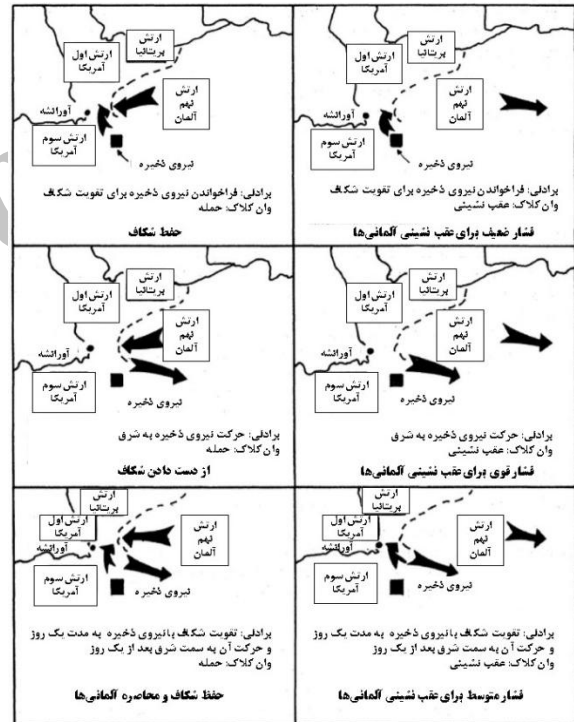 ارتش
بریتانیا
ارتش اول
آمریکا
ارتش
نهم
آلمان
آورانشه
ارتش سوم
آمریکا
نیروی ذخیره
برادلی: فراخواندن نیروی ذخیره برای تقویت شکاف
وان کلاک: عقب نشینی
فشار ضعیف برای عقب نشینی آلمانی‌ها
ارتش
بریتانیا
ارتش اول
آمریکا
ارتش
نهم
آلمان
آورانشه
ارتش سوم
آمریکا
نیروی ذخیره
برادلی: فراخواندن نیروی ذخیره برای تقویت شکاف
وان کلاک: حمله
حفظ شکاف
ارتش
بریتانیا
ارتش اول
آمریکا
ارتش
نهم
آلمان
آورانشه
ارتش سوم
آمریکا
نیروی ذخیره
برادلی: حرکت نیروی ذخیره به شرق
وان کلاک: عقب نشینی
فشار قوی برای عقب نشینی آلمانی‌ها
ارتش
بریتانیا
ارتش اول
آمریکا
ارتش
نهم
آلمان
آورانشه
ارتش سوم
آمریکا
نیروی ذخیره
برادلی: حرکت نیروی ذخیره به شرق
وان کلاک: حمله
از دست دادن شکاف
ارتش
بریتانیا
ارتش اول
آمریکا
ارتش
نهم
آلمان
آورانشه
ارتش سوم
آمریکا
نیروی ذخیره
برادلی: تقویت شکاف با نیروی ذخیره به مدت یک روز
و حرکت آن به سمت شرق بعد از یک روز
وان کلاک: عقب نشینی
فشار متوسط برای عقب نشینی آلمانی‌ها
ارتش
بریتانیا
ارتش اول
آمریکا
ارتش
نهم
آلمان
آورانشه
ارتش سوم
آمریکا
نیروی ذخیره
برادلی: تقویت شکاف با نیروی ذخیره به مدت یک روز
و حرکت آن به سمت شرق بعد از یک روز
وان کلاک: حمله
حفظ شکاف و محاصره آلمانی‌ها